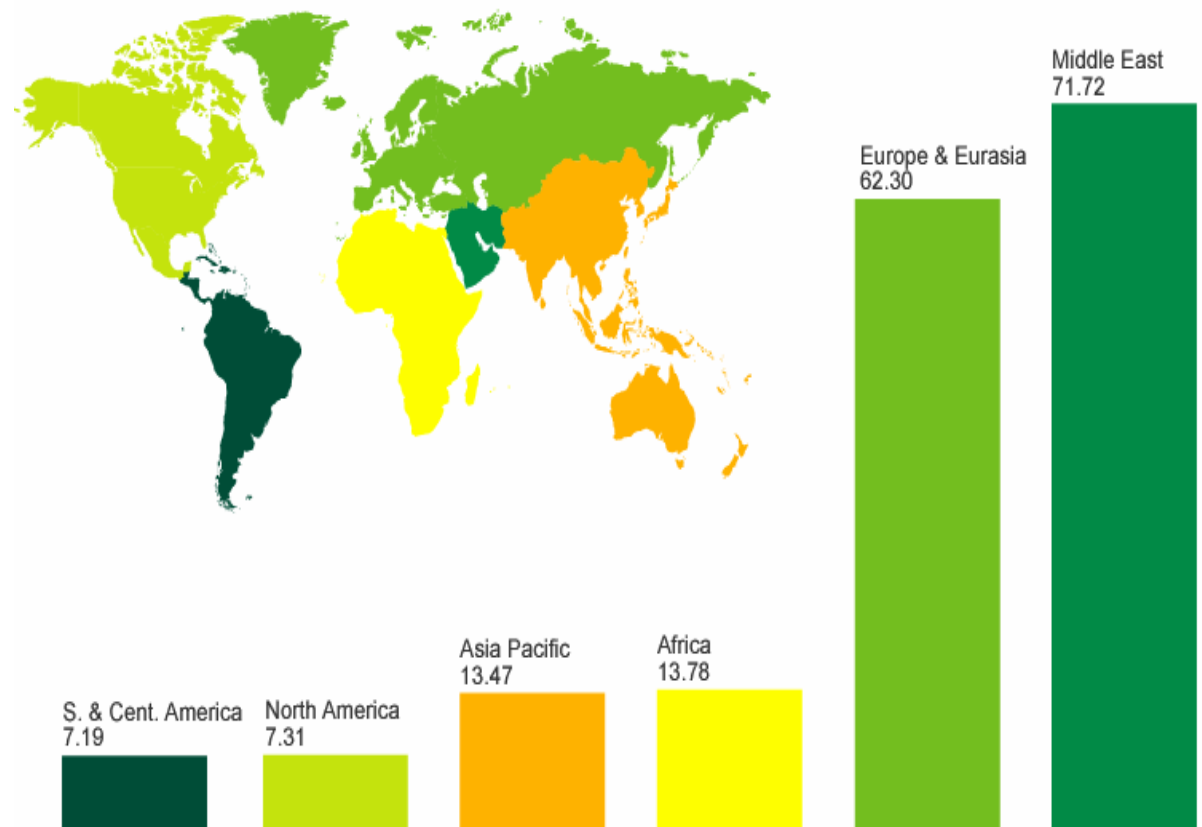 Middle East
71.72
Europe & Eurasia
62.30
Asia Pacific
13.47
Africa
13.78
S. & Cent. America
7.19
North America
7.31